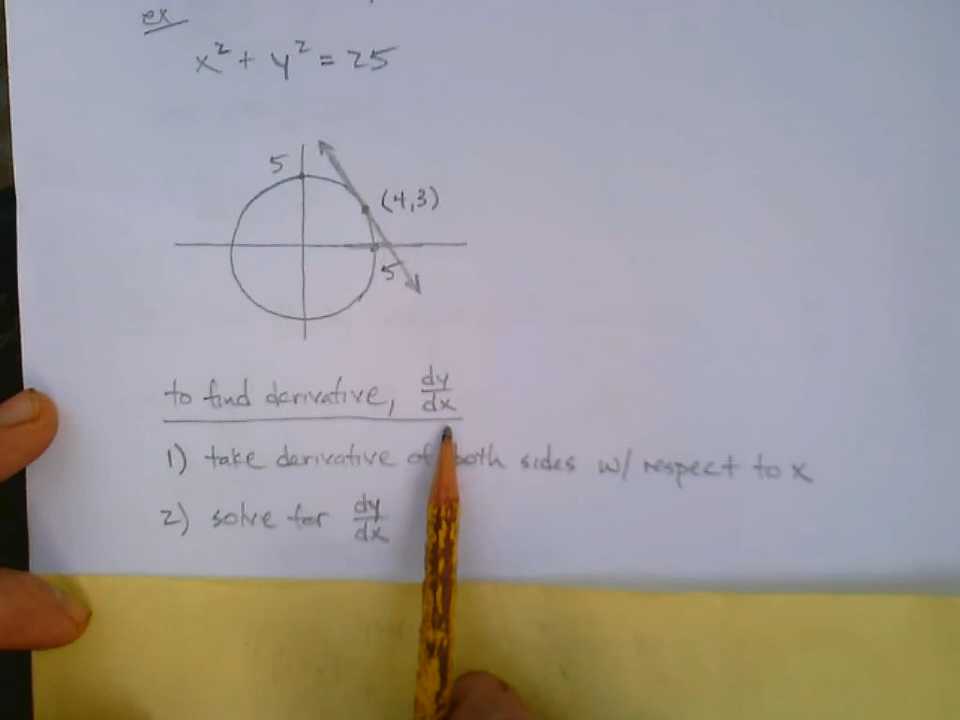 ex
x² + y² = 25
5
(4,3)
5
to find derivative, dy/dx
1) take derivative of both sides w/ respect to x
2) solve for dy/dx